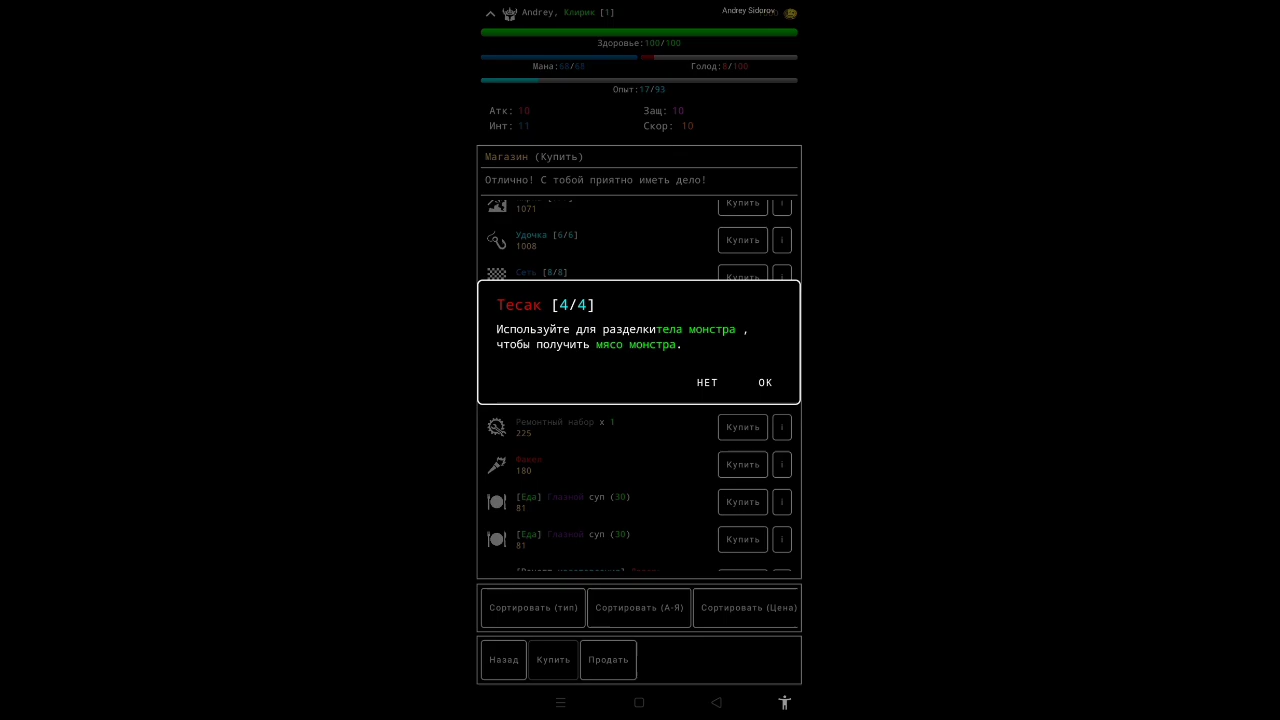 Andrey, Клирик [1]
Andrey Sidorov
Здоровье:100/100
Мана:68/68
Голод:8/100
Опыт:17/93
Атк: 10
Защ: 10
Инт: 11
Скор: 10
Магазин (Купить)
Отлично! С тобой приятно иметь дело!
1071
Купить
i
Удочка [6/6]
1008
Купить
i
Сеть [8/8]
Купить
Тесак [4/4]
Используйте для разделкитела монстра ,
чтобы получить мясо монстра.
НЕТ
ОК
Ремонтный набор x 1
225
Купить
i
Факел
180
Купить
i
[Еда] Глазной суп (30)
81
Купить
i
[Еда] Глазной суп (30)
81
Купить
i
Сортировать (тип)
Сортировать (А-Я)
Сортировать (Цена)
Назад
Купить
Продать